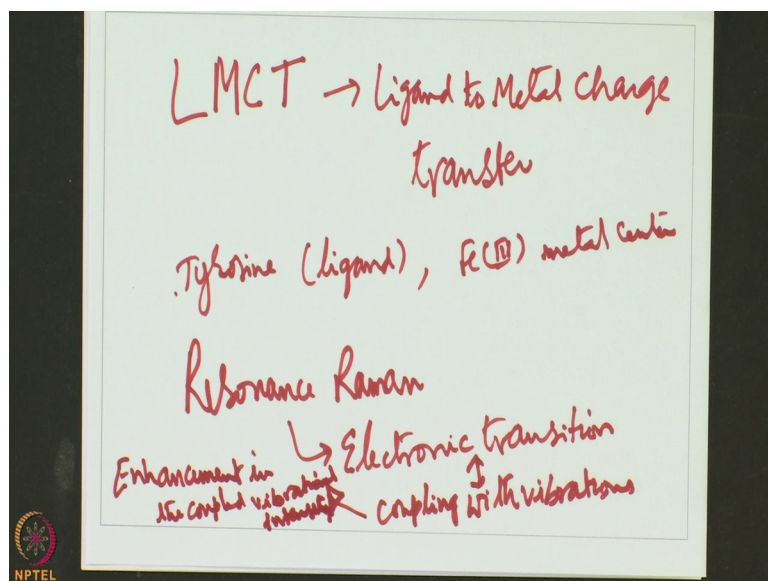 LMCT → Ligand to Metal Charge
transfer
Tyrosine (ligand), Fe(III) metal center
Resonance Raman
Electronic transition
Enhancement in
the coupled vibrational
intensity
coupling with vibrations
NPTEL